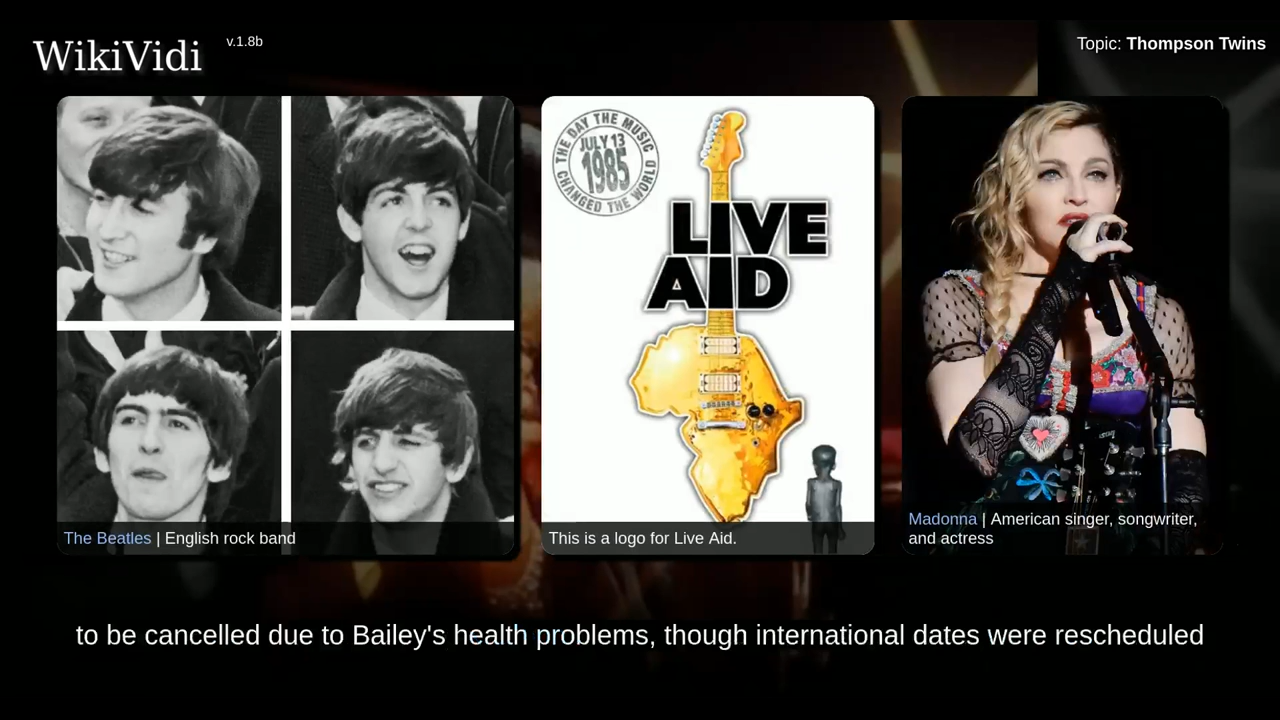 WikiVidi
v.1.8b
Topic: Thompson Twins
THE DAY THE MUSIC
JULY 13
1985
CHANGED THE WORLD
LIVE
AID
The Beatles | English rock band
This is a logo for Live Aid.
Madonna | American singer, songwriter,
and actress
to be cancelled due to Bailey's health problems, though international dates were rescheduled